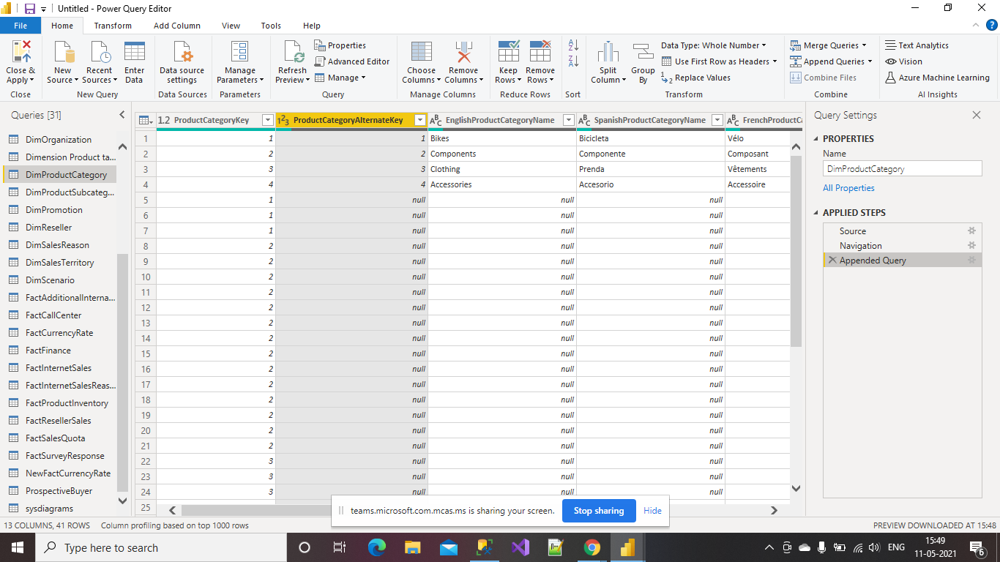 Untitled - Power Query Editor
File Home Transform Add Column View Tools Help
Close & Apply
New Source
Recent Sources
Enter Data
Data source settings
Manage Parameters
Refresh Preview
Properties
Advanced Editor
Manage
Choose Columns
Remove Columns
Keep Rows
Remove Rows
Split Column
Group By
Data Type: Whole Number
Use First Row as Headers
Replace Values
Merge Queries
Append Queries
Combine Files
Text Analytics
Vision
Azure Machine Learning
Close New Query Data Sources Parameters Query Manage Columns Reduce Rows Sort Transform Combine AI Insights
Queries [31]
DimOrganization
Dimension Product ta...
DimProductCategory
DimProductSubcateg...
DimPromotion
DimReseller
DimSalesReason
DimSalesTerritory
DimScenario
FactAdditionalInterna...
FactCallCenter
FactCurrencyRate
FactFinance
FactInternetSales
FactInternetSalesReas...
FactProductInventory
FactResellerSales
FactSalesQuota
FactSurveyResponse
NewFactCurrencyRate
ProspectiveBuyer
sysdiagrams
1.2 ProductCategoryKey 123 ProductCategoryAlternateKey ABC EnglishProductCategoryName ABC SpanishProductCategoryName ABC FrenchProductCa
1 1 1 Bikes Bicicleta Vélo
2 2 2 Components Componente Composant
3 3 3 Clothing Prenda Vêtements
4 4 4 Accessories Accesorio Accessoire
5 1 null null null
6 1 null null null
7 1 null null null
8 2 null null null
9 2 null null null
10 2 null null null
11 2 null null null
12 2 null null null
13 2 null null null
14 2 null null null
15 2 null null null
16 2 null null null
17 2 null null null
18 2 null null null
19 2 null null null
20 2 null null null
21 2 null null null
22 3 null null null
23 3 null null null
24 3 null null null
25
Query Settings
PROPERTIES
Name
DimProductCategory
All Properties
APPLIED STEPS
Source
Navigation
Appended Query
teams.microsoft.com.mcas.ms is sharing your screen. Stop sharing Hide
13 COLUMNS, 41 ROWS Column profiling based on top 1000 rows PREVIEW DOWNLOADED AT 15:48
Type here to search
ENG
15:49
11-05-2021
6